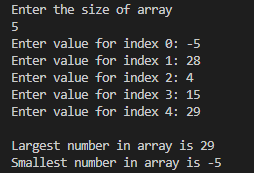 Enter the size of array
5
Enter value for index 0: -5
Enter value for index 1: 28
Enter value for index 2: 4
Enter value for index 3: 15
Enter value for index 4: 29

Largest number in array is 29
Smallest number in array is -5